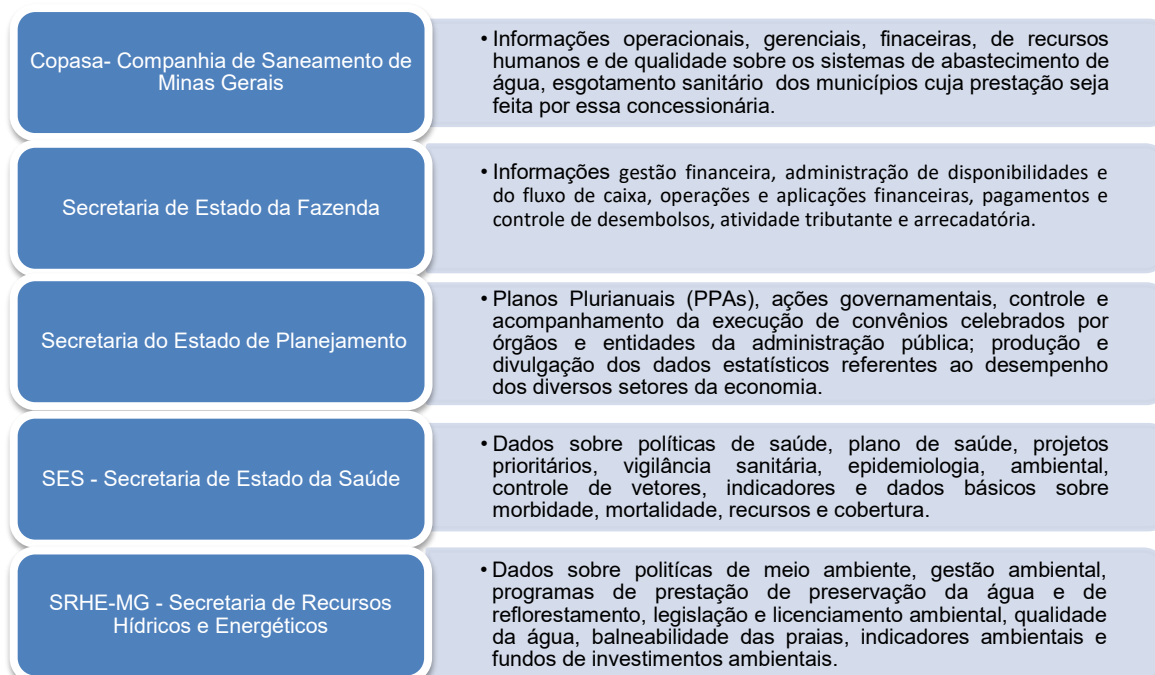 Copasa- Companhia de Saneamento de
Minas Gerais
• Informações operacionais, gerenciais, finaceiras, de recursos
humanos e de qualidade sobre os sistemas de abastecimento de
água, esgotamento sanitário dos municípios cuja prestação seja
feita por essa concessionária.
Secretaria de Estado da Fazenda
• Informações gestão financeira, administração de disponibilidades e
do fluxo de caixa, operações e aplicações financeiras, pagamentos e
controle de desembolsos, atividade tributante e arrecadatória.
Secretaria do Estado de Planejamento
• Planos Plurianuais (PPAs), ações governamentais, controle e
acompanhamento da execução de convênios celebrados por
órgãos e entidades da administração pública; produção e
divulgação dos dados estatísticos referentes ao desempenho
dos diversos setores da economia.
SES - Secretaria de Estado da Saúde
• Dados sobre políticas de saúde, plano de saúde, projetos
prioritários, vigilância sanitária, epidemiologia, ambiental,
controle de vetores, indicadores e dados básicos sobre
morbidade, mortalidade, recursos e cobertura.
SRHE-MG - Secretaria de Recursos
Hídricos e Energéticos
• Dados sobre politícas de meio ambiente, gestão ambiental,
programas de prestação de preservação da água e de
reflorestamento, legislação e licenciamento ambiental, qualidade
da água, balneabilidade das praias, indicadores ambientais e
fundos de investimentos ambientais.